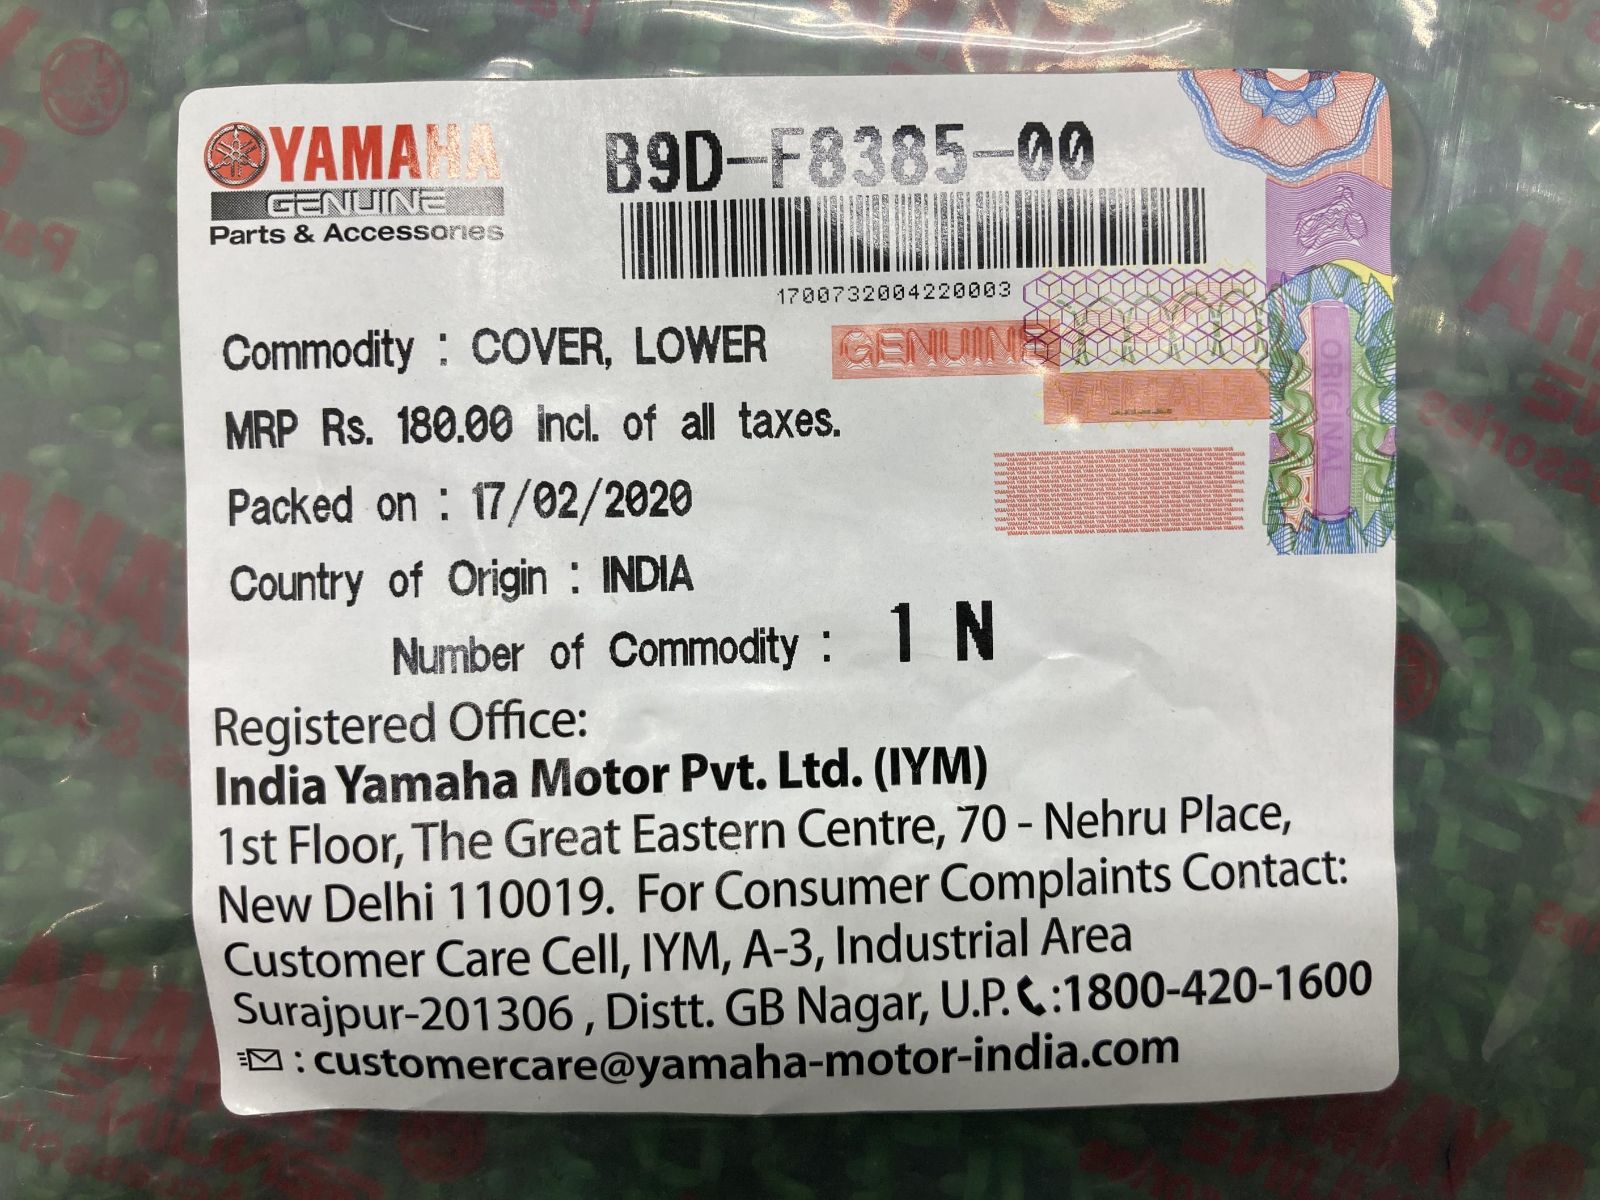 YAMAHA
GENUINE
Parts & Accessories
B9D-F8385-00
1700732004220003
Commodity : COVER, LOWER
GENUINE
YAMAHA
ORIGINAL
MRP Rs. 180.00 Incl. of all taxes.
Packed on : 17/02/2020
Country of Origin : INDIA
Number of Commodity : 1 N
Registered Office:
India Yamaha Motor Pvt. Ltd. (IYM)
1st Floor, The Great Eastern Centre, 70 - Nehru Place,
New Delhi 110019. For Consumer Complaints Contact:
Customer Care Cell, IYM, A-3, Industrial Area
Surajpur-201306 , Distt. GB Nagar, U.P. :1800-420-1600
: customercare@yamaha-motor-india.com